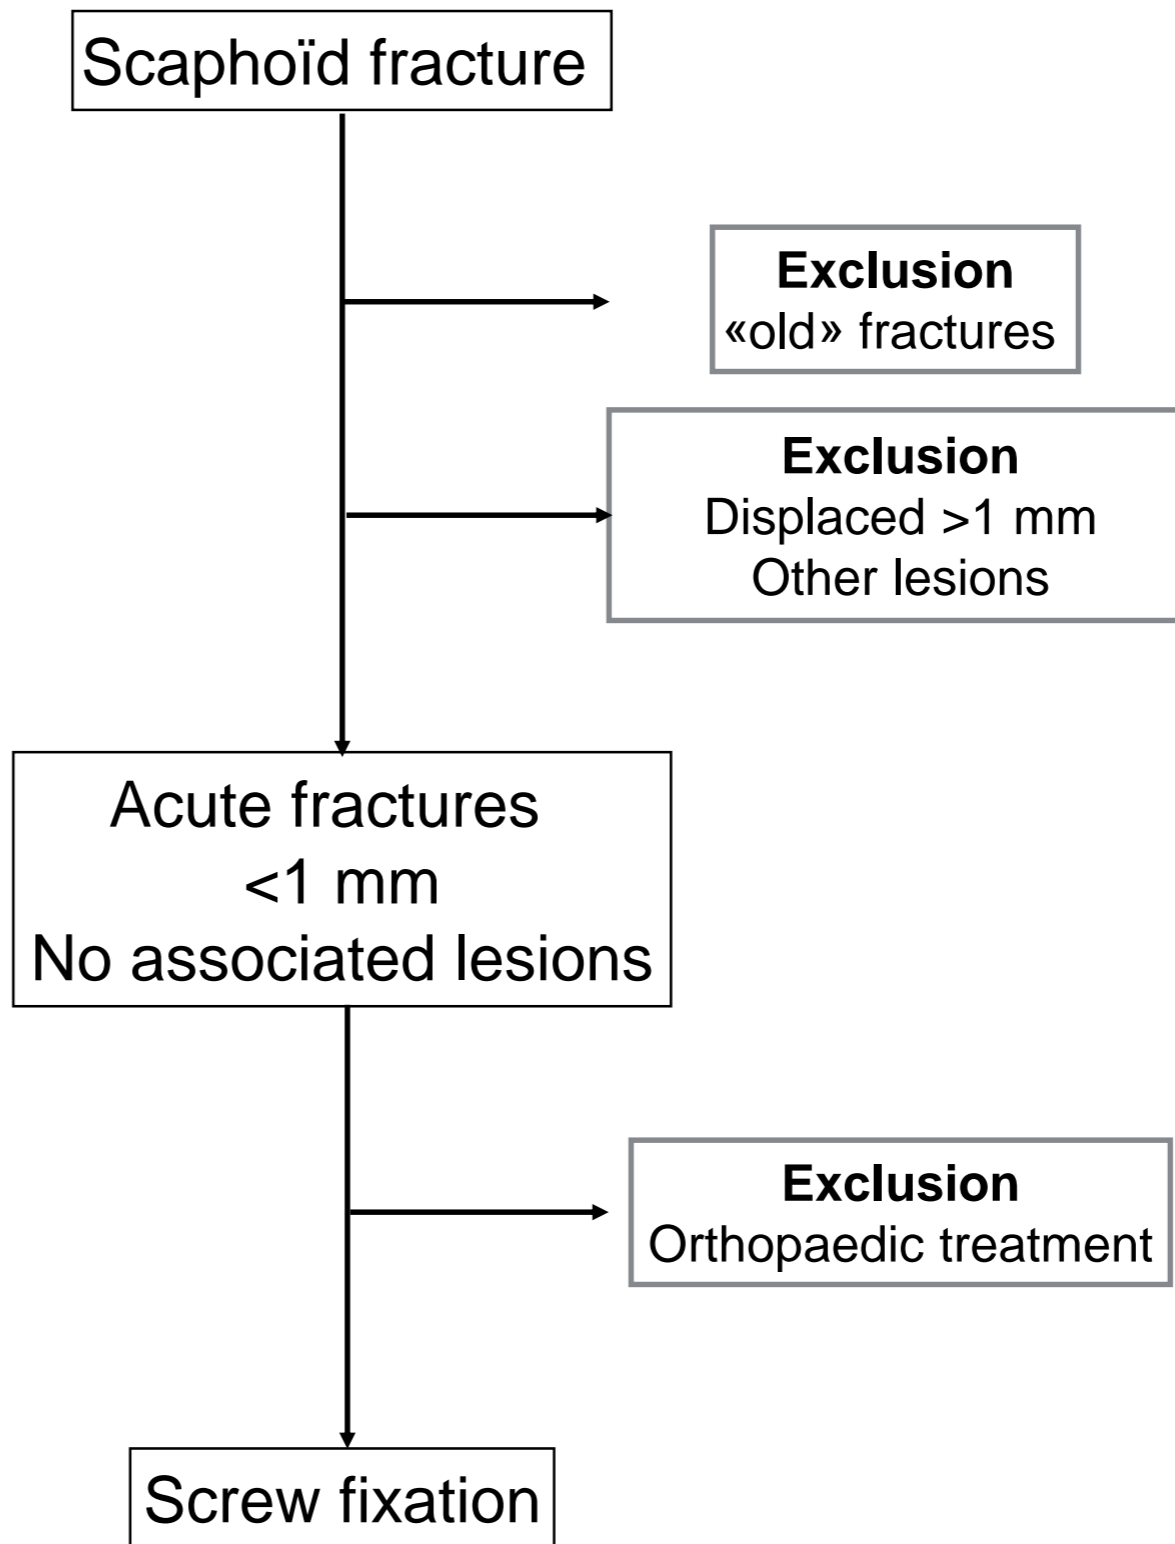 Scaphoïd fracture
Exclusion
«old» fractures
Exclusion
Displaced >1 mm
Other lesions
Acute fractures
<1 mm
No associated lesions
Exclusion
Orthopaedic treatment
Screw fixation